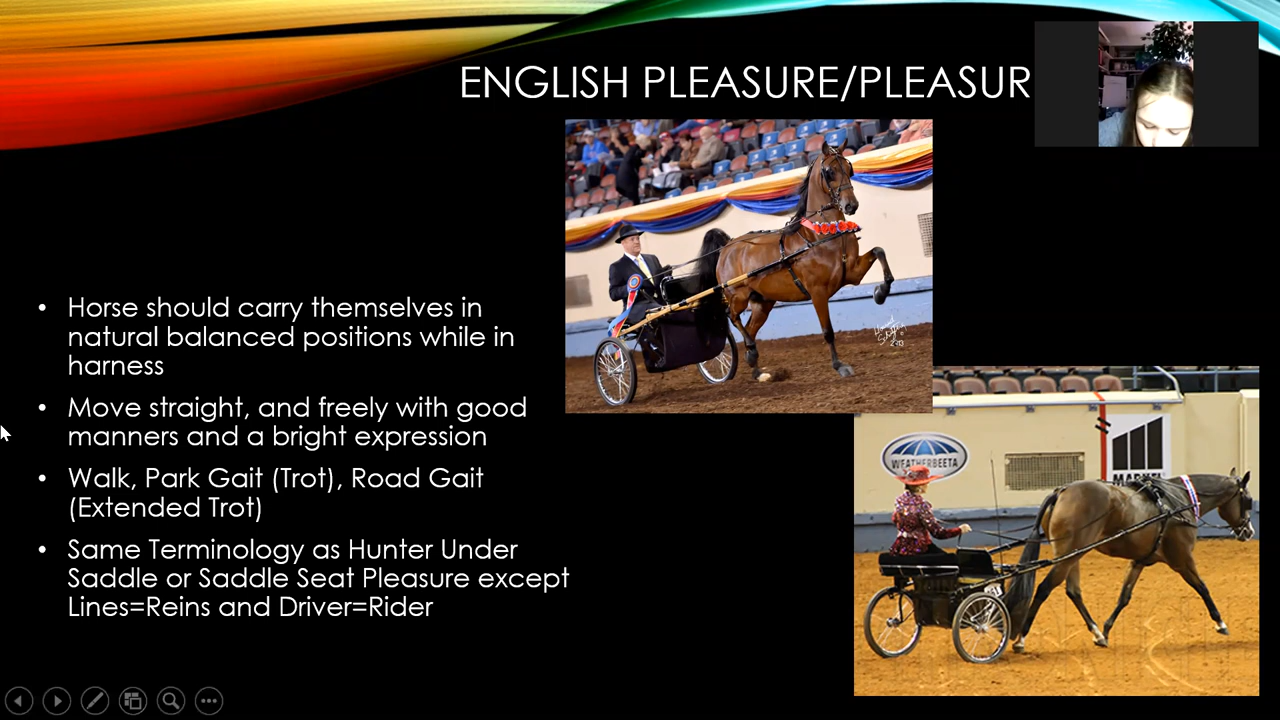 ENGLISH PLEASURE/PLEASUR
• Horse should carry themselves in
natural balanced positions while in
harness
• Move straight, and freely with good
manners and a bright expression
• Walk, Park Gait (Trot), Road Gait
(Extended Trot)
• Same Terminology as Hunter Under
Saddle or Saddle Seat Pleasure except
Lines=Reins and Driver=Rider
WEATHERBEETA